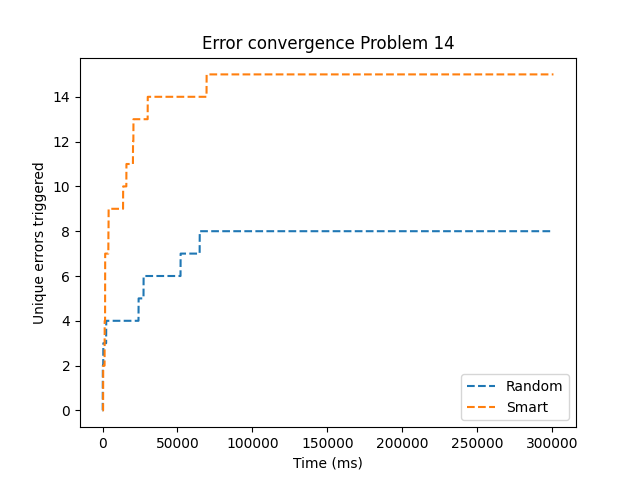 Error convergence Problem 14
Unique errors triggered
14
12
10
8
6
4
2
0
Random
Smart
0 50000 100000 150000 200000 250000 300000
Time (ms)